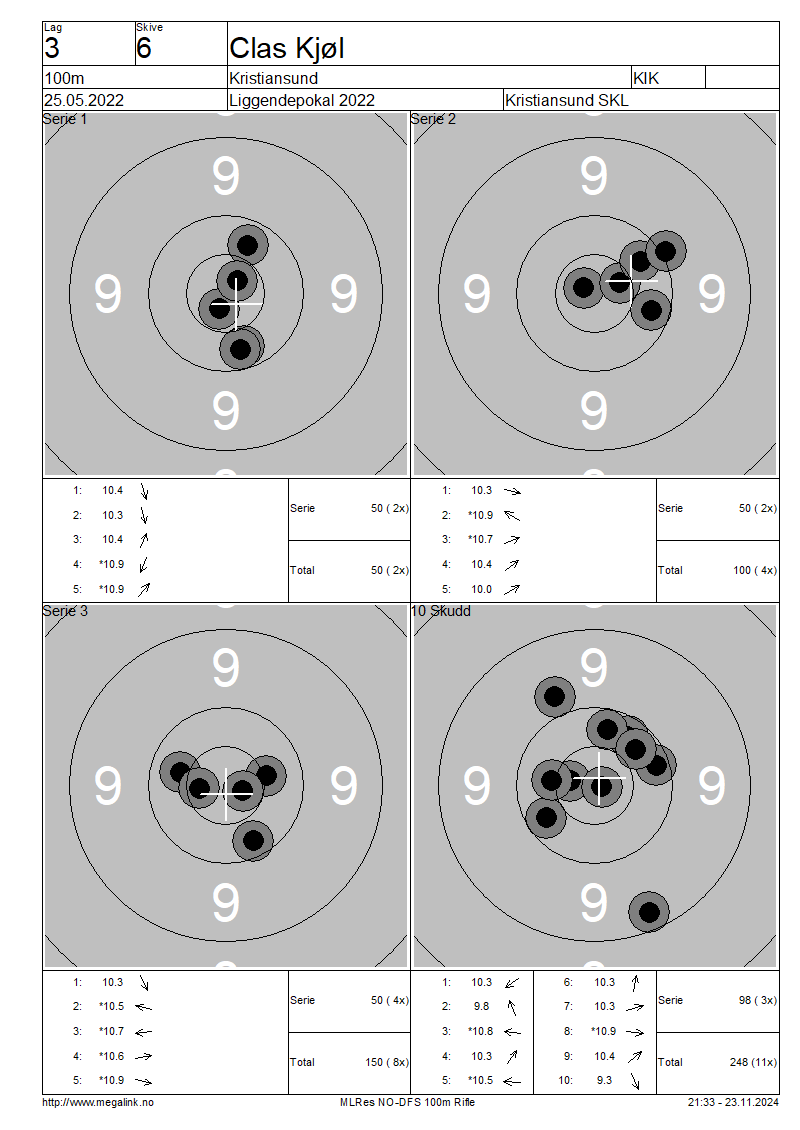 Lag Skive
3 6 Clas Kjøl
100m Kristiansund KIK
25.05.2022 Liggendepokal 2022 Kristiansund SKL
Serie 1 Serie 2
9 9
9 9 9 9
9 9
1: 10.4 1: 10.3
2: 10.3 Serie 50 ( 2x) 2: *10.9 Serie 50 ( 2x)
3: 10.4 3: *10.7
4: *10.9 Total 50 ( 2x) 4: 10.4 Total 100 ( 4x)
5: *10.9 5: 10.0
Serie 3 10 Skudd
9 9
9 9 9 9
9 9
1: 10.3 1: 10.3 6: 10.3
2: *10.5 Serie 50 ( 4x) 2: 9.8 7: 10.3 Serie 98 ( 3x)
3: *10.7 3: *10.8 8: *10.9
4: *10.6 Total 150 ( 8x) 4: 10.3 9: 10.4 Total 248 (11x)
5: *10.9 5: *10.5 10: 9.3
http://www.megalink.no MLRes NO-DFS 100m Rifle 21:33 - 23.11.2024